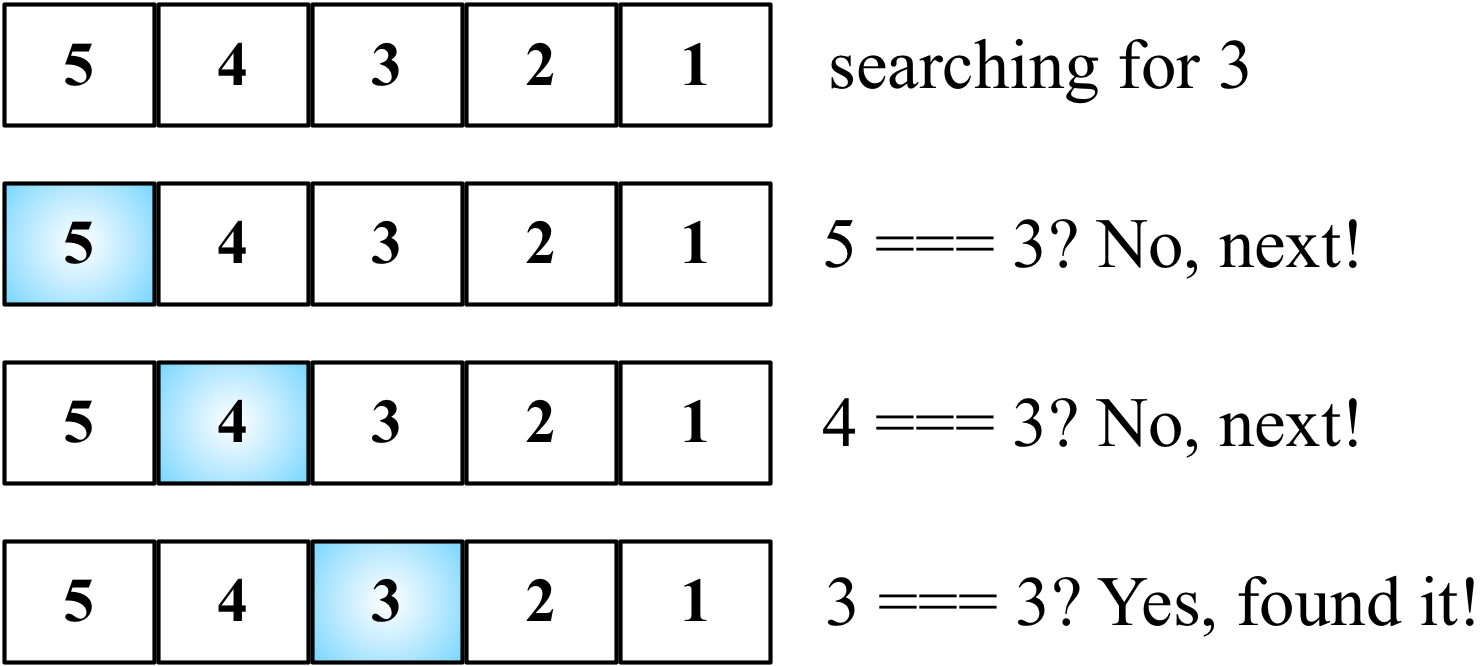 5 4 3 2 1 searching for 3
5 4 3 2 1 5 === 3? No, next!
5 4 3 2 1 4 === 3? No, next!
5 4 3 2 1 3 === 3? Yes, found it!